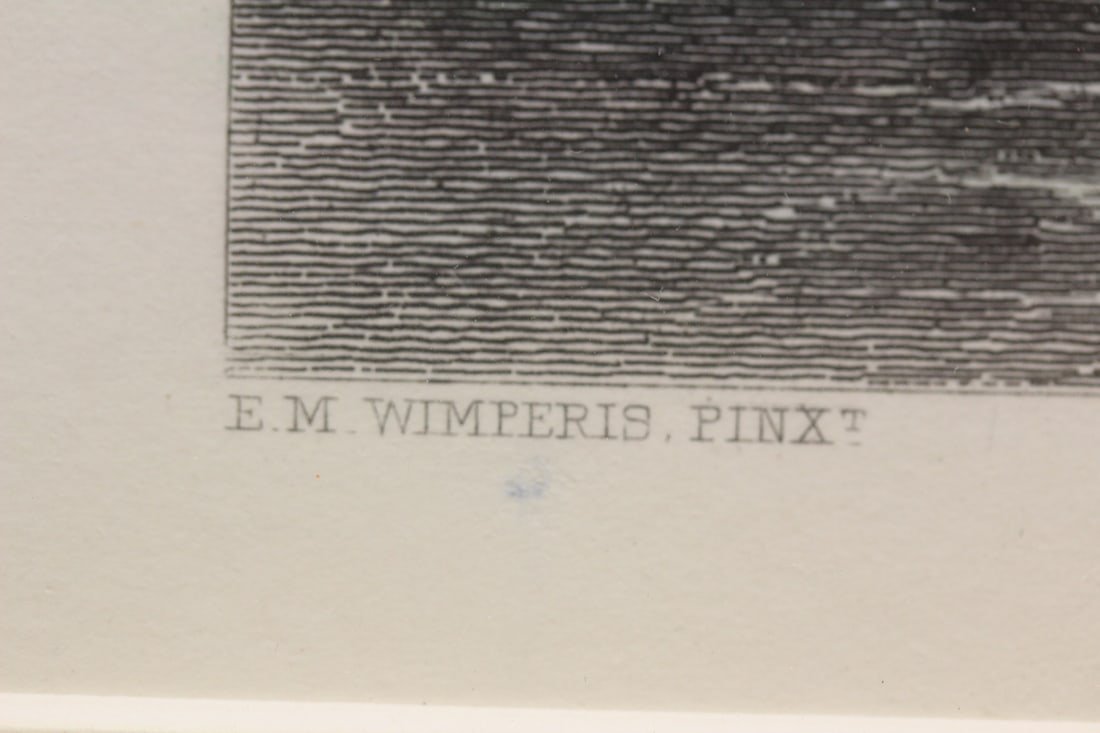 E.M. WIMPERIS, PINXᵀ